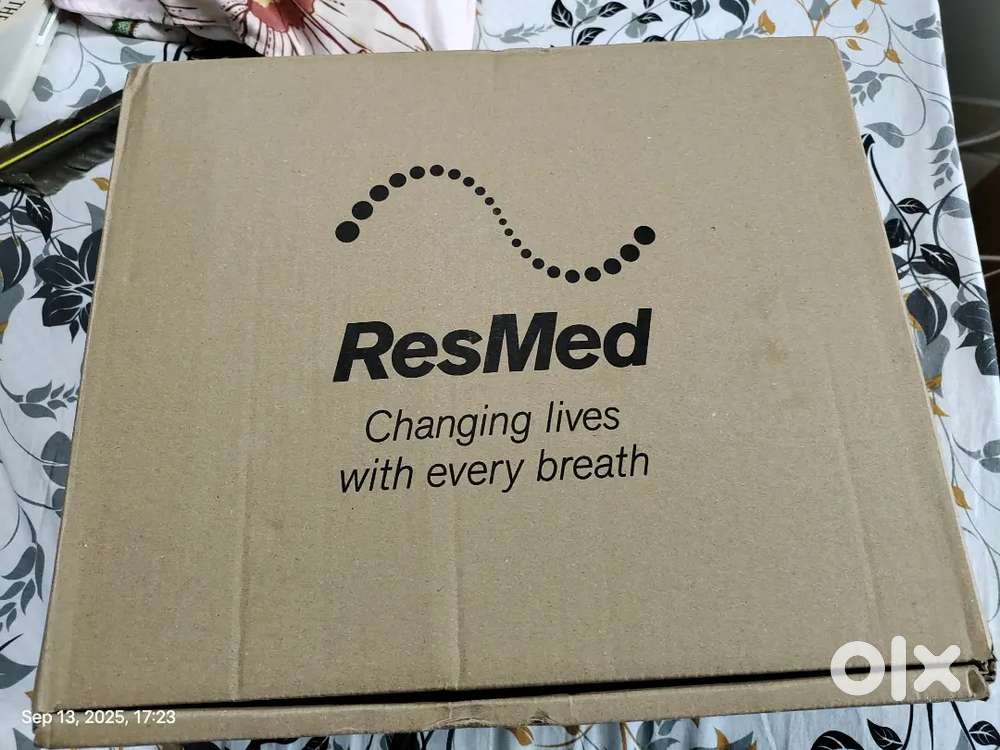 ResMed
Changing lives
with every breath
olx
Sep 13, 2025, 17:23